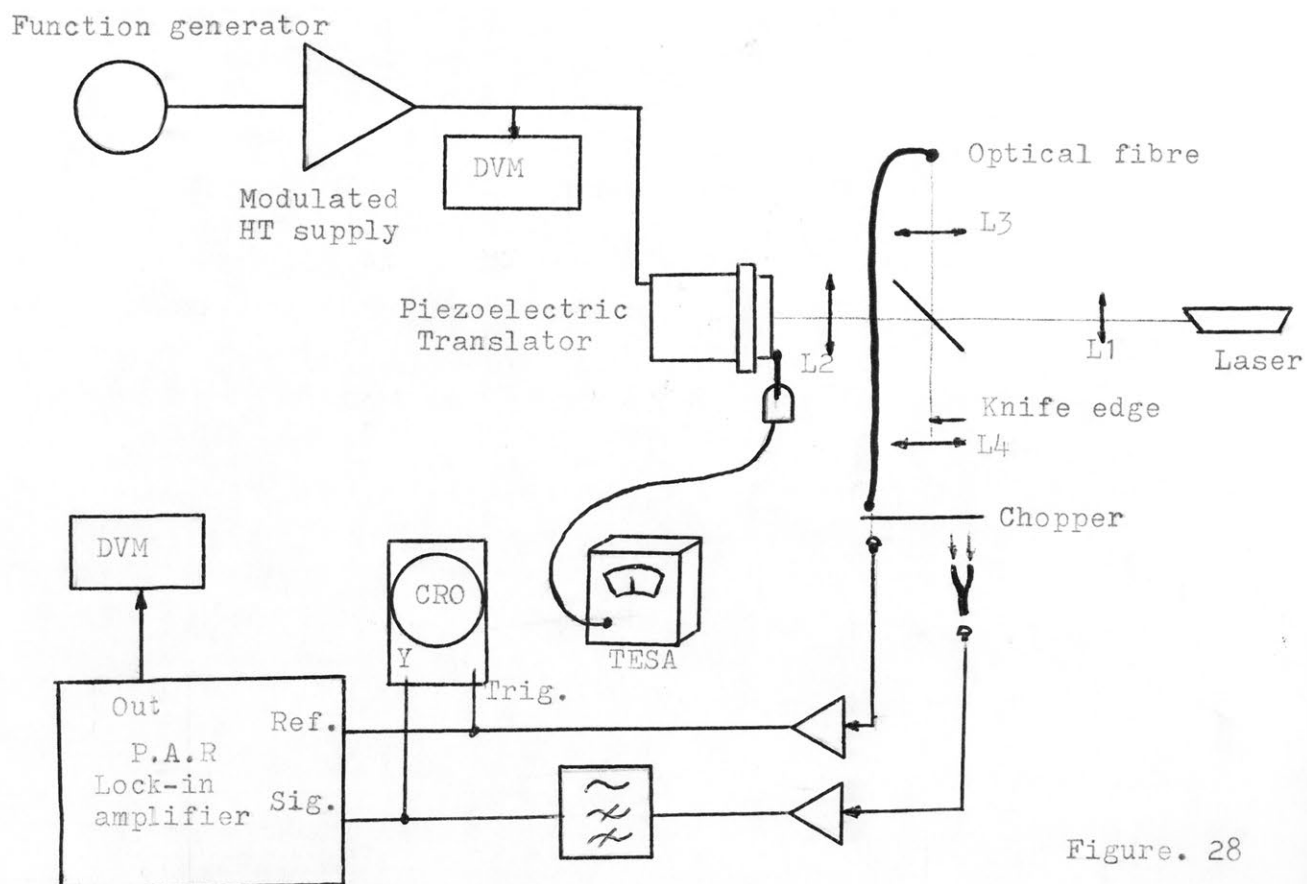 Function generator
DVM
Modulated
HT supply
Optical fibre
L3
Piezoelectric
Translator
L2
L1
Laser
Knife edge
L4
Chopper
DVM
CRO
Y
Trig.
TESA
Out
Ref.
P.A.R
Lock-in
amplifier
Sig.
Figure. 28